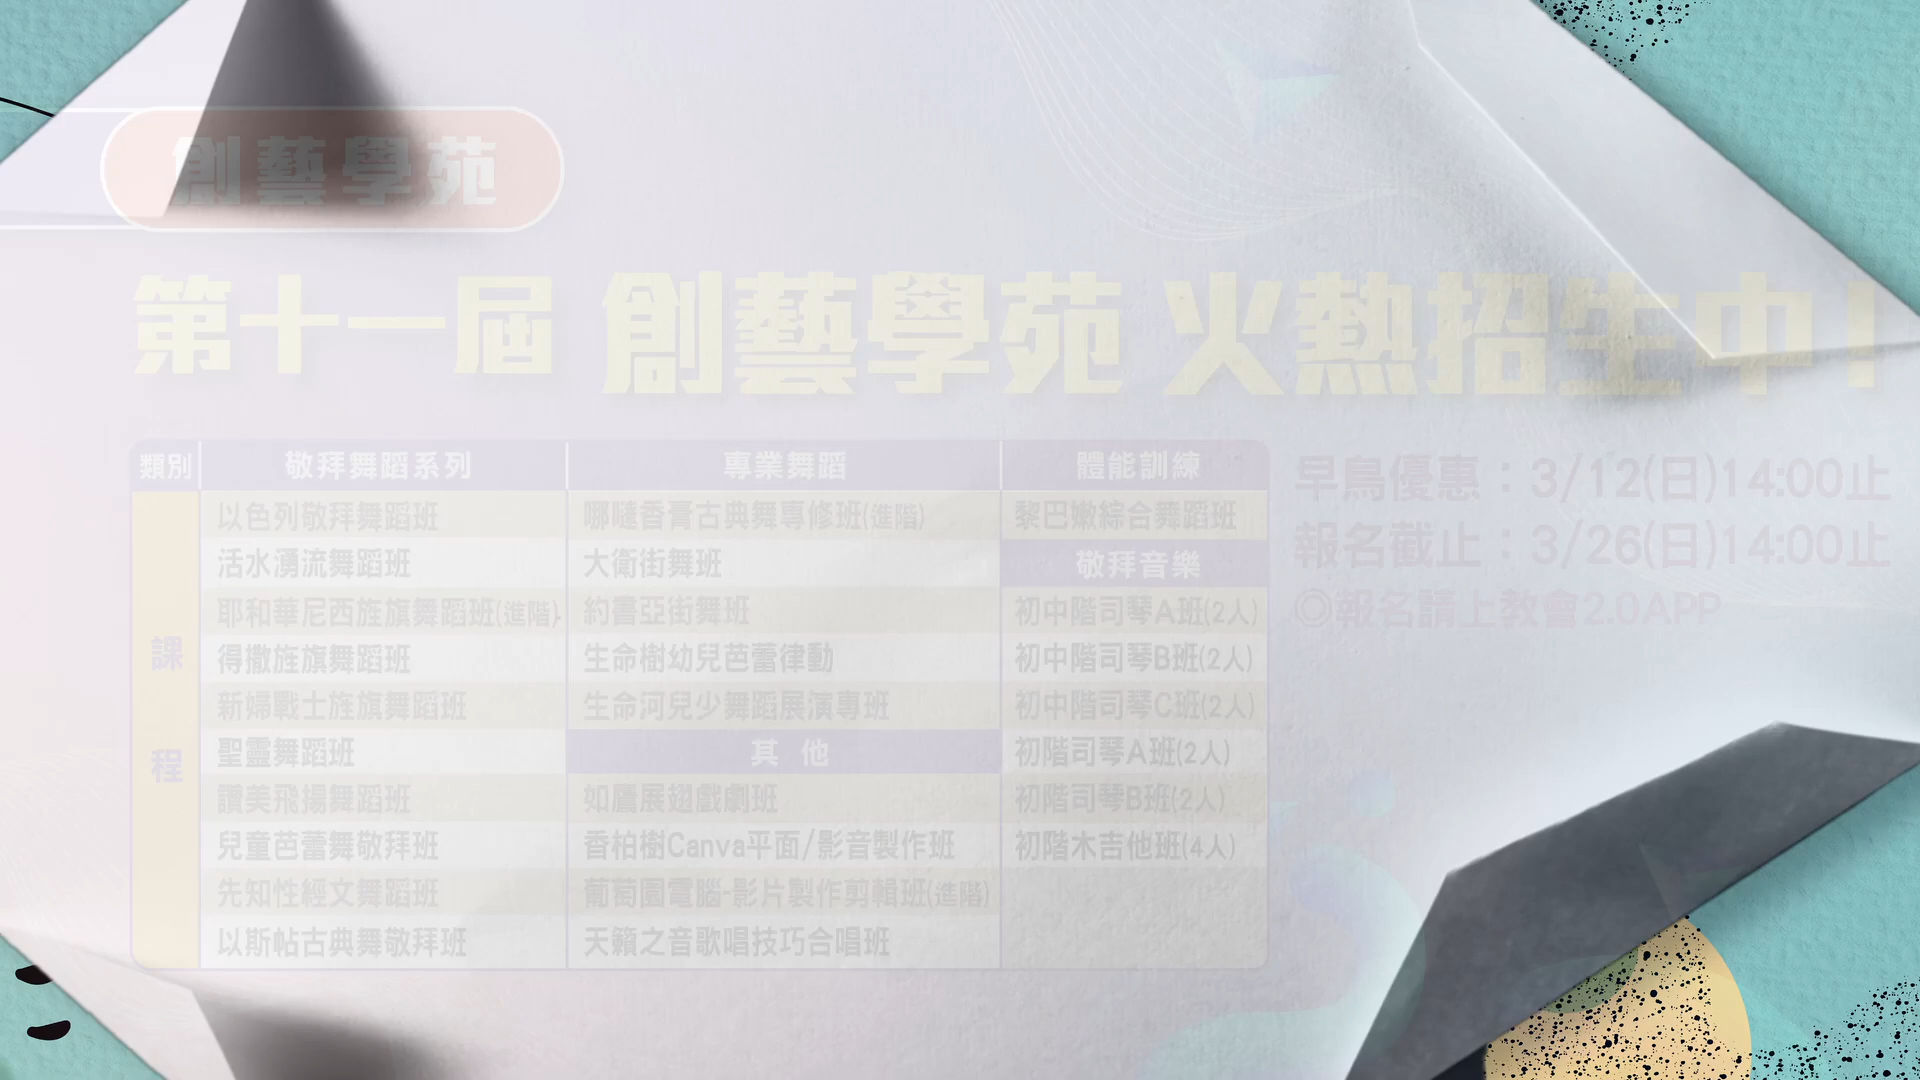 創藝學苑
第十一屆 創藝學苑 火熱招生中!
類別 敬拜舞蹈系列 專業舞蹈 體能訓練
課程
以色列敬拜舞蹈班
活水湧流舞蹈班
耶和華尼西旌旗舞蹈班(進階)
得撒旌旗舞蹈班
新婦戰士旌旗舞蹈班
聖靈舞蹈班
讚美飛揚舞蹈班
兒童芭蕾舞敬拜班
先知性經文舞蹈班
以斯帖古典舞敬拜班
哪噠香膏古典舞專修班(進階)
大衛街舞班
約書亞街舞班
生命樹幼兒芭蕾律動
生命河兒少舞蹈展演專班
其 他
如鷹展翅戲劇班
香柏樹Canva平面/影音製作班
葡萄園電腦-影片製作剪輯班(進階)
天籟之音歌唱技巧合唱班
黎巴嫩綜合舞蹈班
敬拜音樂
初中階司琴A班(2人)
初中階司琴B班(2人)
初中階司琴C班(2人)
初階司琴A班(2人)
初階司琴B班(2人)
初階木吉他班(4人)
早鳥優惠：3/12(日)14:00止
報名截止：3/26(日)14:00止
◎報名請上教會2.0APP